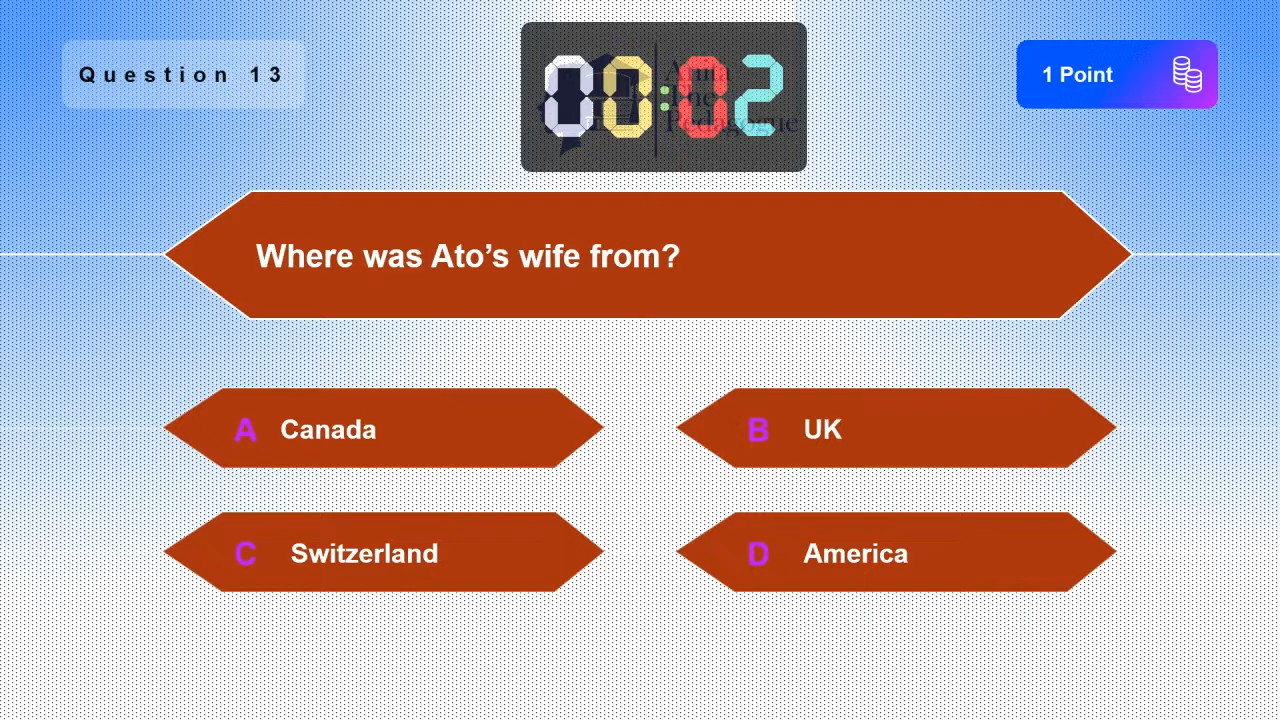 Question 13
00:02
1 Point
Where was Ato’s wife from?
A Canada
B UK
C Switzerland
D America